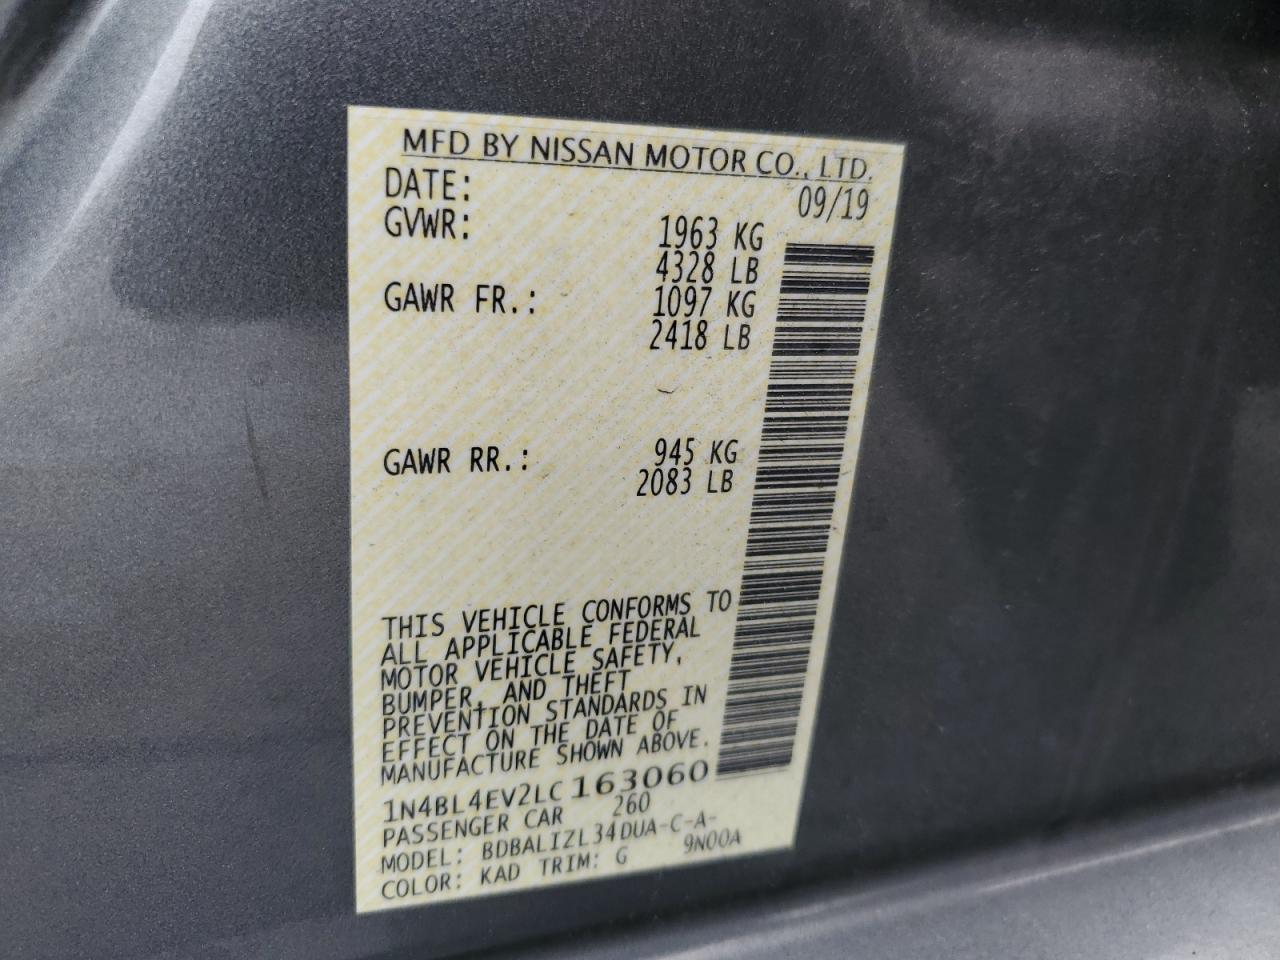 MFD BY NISSAN MOTOR CO., LTD.
DATE: 09/19
GVWR: 1963 KG
4328 LB
GAWR FR.: 1097 KG
2418 LB
GAWR RR.: 945 KG
2083 LB
THIS VEHICLE CONFORMS TO
ALL APPLICABLE FEDERAL
MOTOR VEHICLE SAFETY,
BUMPER, AND THEFT
PREVENTION STANDARDS IN
EFFECT ON THE DATE OF
MANUFACTURE SHOWN ABOVE.
1N4BL4EV2LC163060
PASSENGER CAR 260
MODEL: BDBALIZL34DUA-C-A-
COLOR: KAD TRIM: G 9N00A